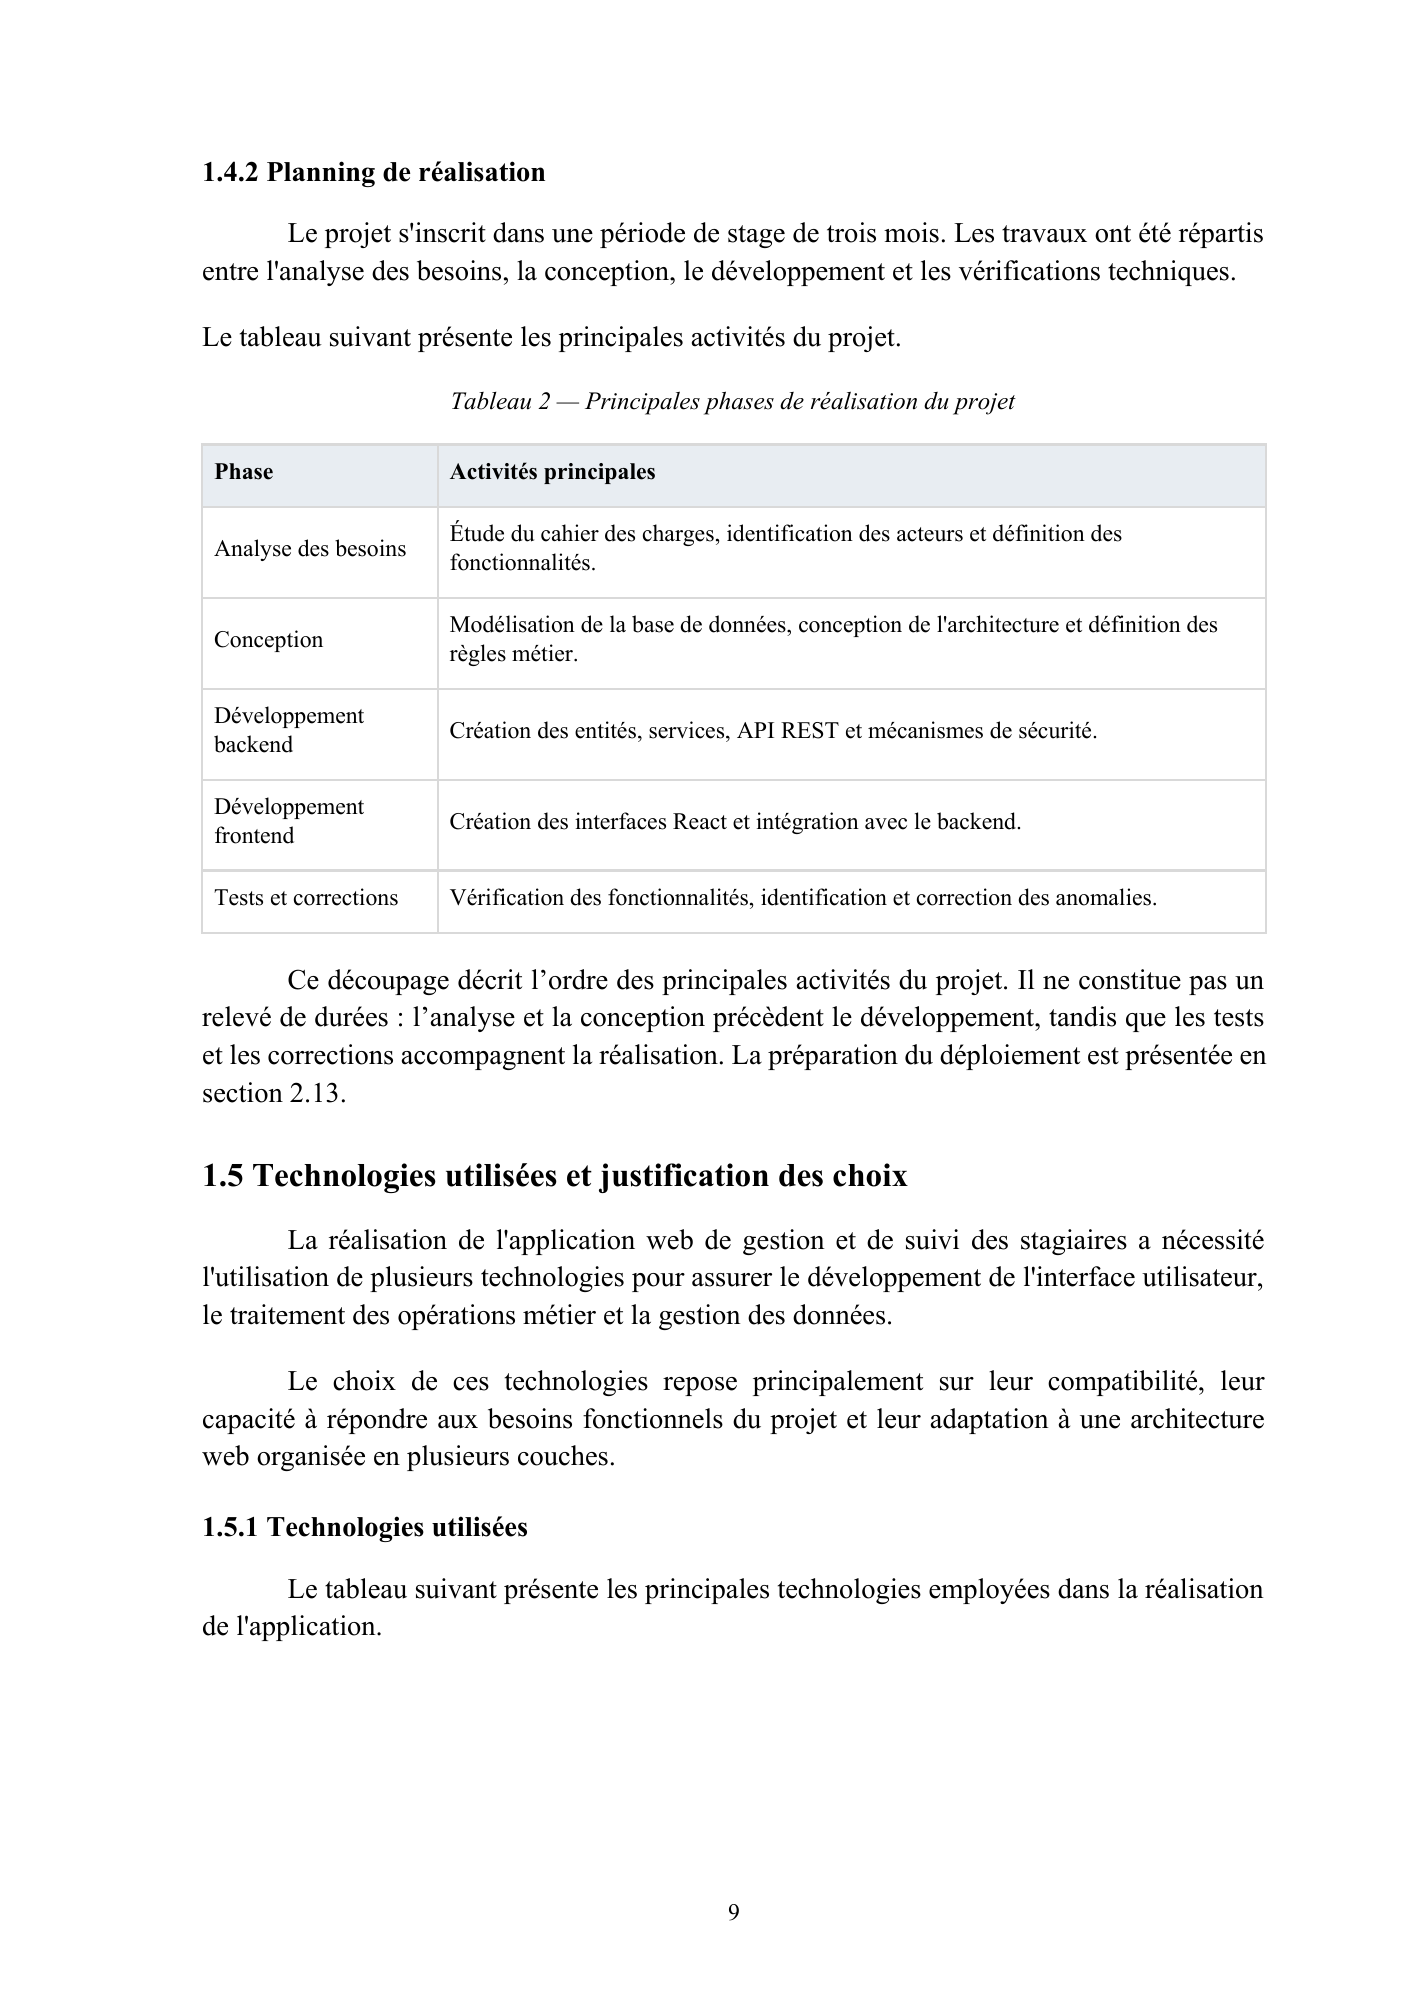 1.4.2 Planning de réalisation
Le projet s'inscrit dans une période de stage de trois mois. Les travaux ont été répartis
entre l'analyse des besoins, la conception, le développement et les vérifications techniques.
Le tableau suivant présente les principales activités du projet.
Tableau 2 — Principales phases de réalisation du projet
Phase
Activités principales
Analyse des besoins
Étude du cahier des charges, identification des acteurs et définition des
fonctionnalités.
Conception
Modélisation de la base de données, conception de l'architecture et définition des
règles métier.
Développement
backend
Création des entités, services, API REST et mécanismes de sécurité.
Développement
frontend
Création des interfaces React et intégration avec le backend.
Tests et corrections
Vérification des fonctionnalités, identification et correction des anomalies.
Ce découpage décrit l’ordre des principales activités du projet. Il ne constitue pas un
relevé de durées : l’analyse et la conception précèdent le développement, tandis que les tests
et les corrections accompagnent la réalisation. La préparation du déploiement est présentée en
section 2.13.
1.5 Technologies utilisées et justification des choix
La réalisation de l'application web de gestion et de suivi des stagiaires a nécessité
l'utilisation de plusieurs technologies pour assurer le développement de l'interface utilisateur,
le traitement des opérations métier et la gestion des données.
Le choix de ces technologies repose principalement sur leur compatibilité, leur
capacité à répondre aux besoins fonctionnels du projet et leur adaptation à une architecture
web organisée en plusieurs couches.
1.5.1 Technologies utilisées
Le tableau suivant présente les principales technologies employées dans la réalisation
de l'application.
9